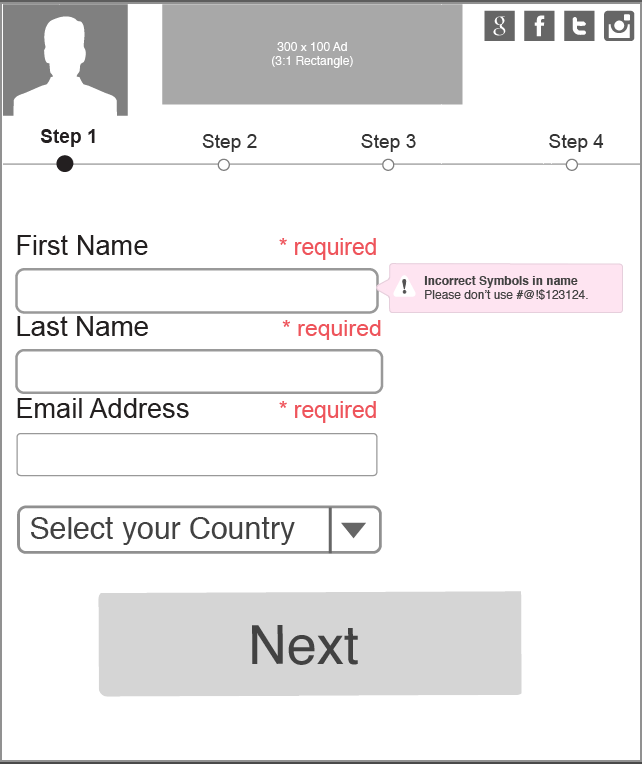 300 x 100 Ad
(3:1 Rectangle)
g f t
Step 1 Step 2 Step 3 Step 4
First Name * required
Incorrect Symbols in name
Please don't use #@!$123124.
Last Name * required
Email Address * required
Select your Country
Next